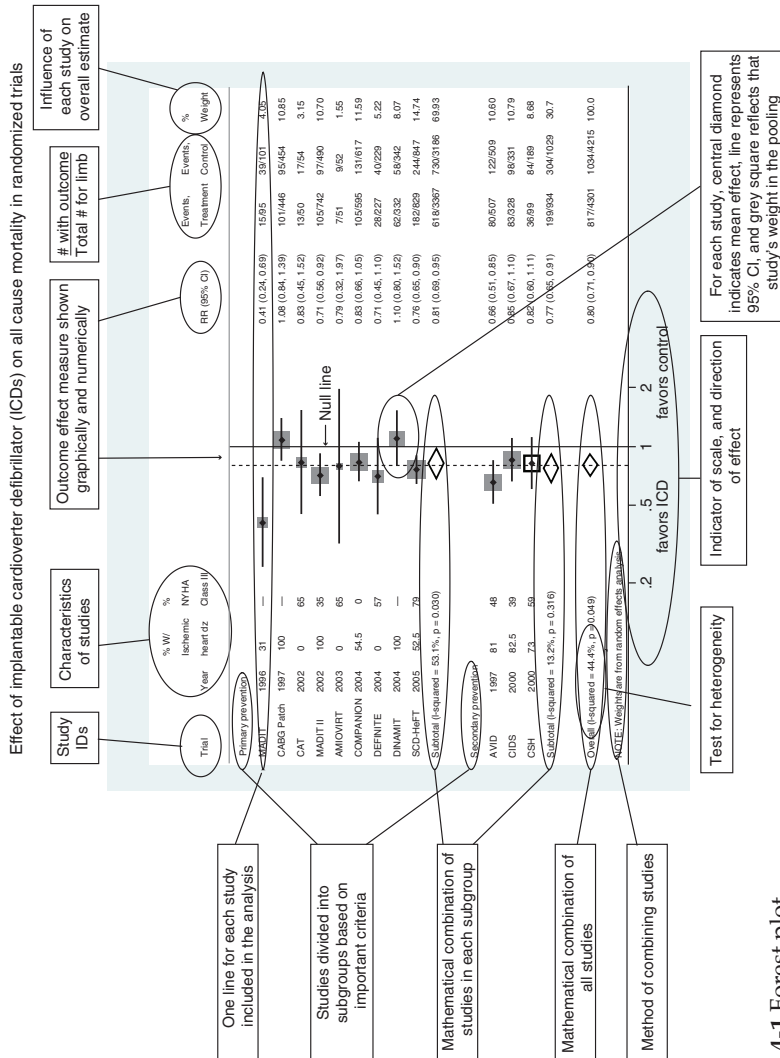 Effect of implantable cardioverter defibrillator (ICDs) on all cause mortality in randomized trials
Study
IDs
Characteristics
of studies
Outcome effect measure shown
graphically and numerically
# with outcome
Total # for limb
Influence of
each study on
overall estimate
% W/ % Events, Events, %
Ischemic NYHA
Trial Year heart dz Class III RR (95% CI) Treatment Control Weight
Primary prevention
MADIT 1996 31 — 0.41 (0.24, 0.69) 15/95 39/101 4.05
CABG Patch 1997 100 — 1.08 (0.84, 1.39) 101/446 95/454 10.85
CAT 2002 0 65 0.83 (0.45, 1.52) 13/50 17/54 3.15
MADIT II 2002 100 35 0.71 (0.56, 0.92) 105/742 97/490 10.70
AMIOVIRT 2003 0 65 0.79 (0.32, 1.97) 7/51 9/52 1.55
COMPANION 2004 54.5 0 0.83 (0.66, 1.05) 105/595 131/617 11.59
DEFINITE 2004 0 57 0.71 (0.45, 1.10) 28/227 40/229 5.22
DINAMIT 2004 100 — 1.10 (0.80, 1.52) 62/332 58/342 8.07
SCD-HeFT 2005 52.5 79 0.76 (0.65, 0.90) 182/829 244/847 14.74
Subtotal (I-squared = 53.1%, p = 0.030) 0.81 (0.69, 0.95) 618/3367 730/3186 69.93
Null line
Secondary prevention
AVID 1997 81 48 0.66 (0.51, 0.85) 80/507 122/509 10.60
CIDS 2000 82.5 39 0.85 (0.67, 1.10) 83/328 98/331 10.79
CSH 2000 73 59 0.82 (0.60, 1.11) 36/99 84/189 8.68
Subtotal (I-squared = 13.2%, p = 0.316) 0.77 (0.65, 0.91) 199/934 304/1029 30.7
Overall (I-squared = 44.4%, p = 0.049) 0.80 (0.71, 0.90) 817/4301 1034/4215 100.0
NOTE: Weights are from random effects analysis
.2 .5 1 2
favors ICD favors control
One line for each study
included in the analysis
Studies divided into
subgroups based on
important criteria
Mathematical combination of
studies in each subgroup
Mathematical combination of
all studies
Method of combining studies
Test for heterogeneity
Indicator of scale, and direction
of effect
For each study, central diamond
indicates mean effect, line represents
95% CI, and grey square reflects that
study's weight in the pooling
4-1 Forest plot